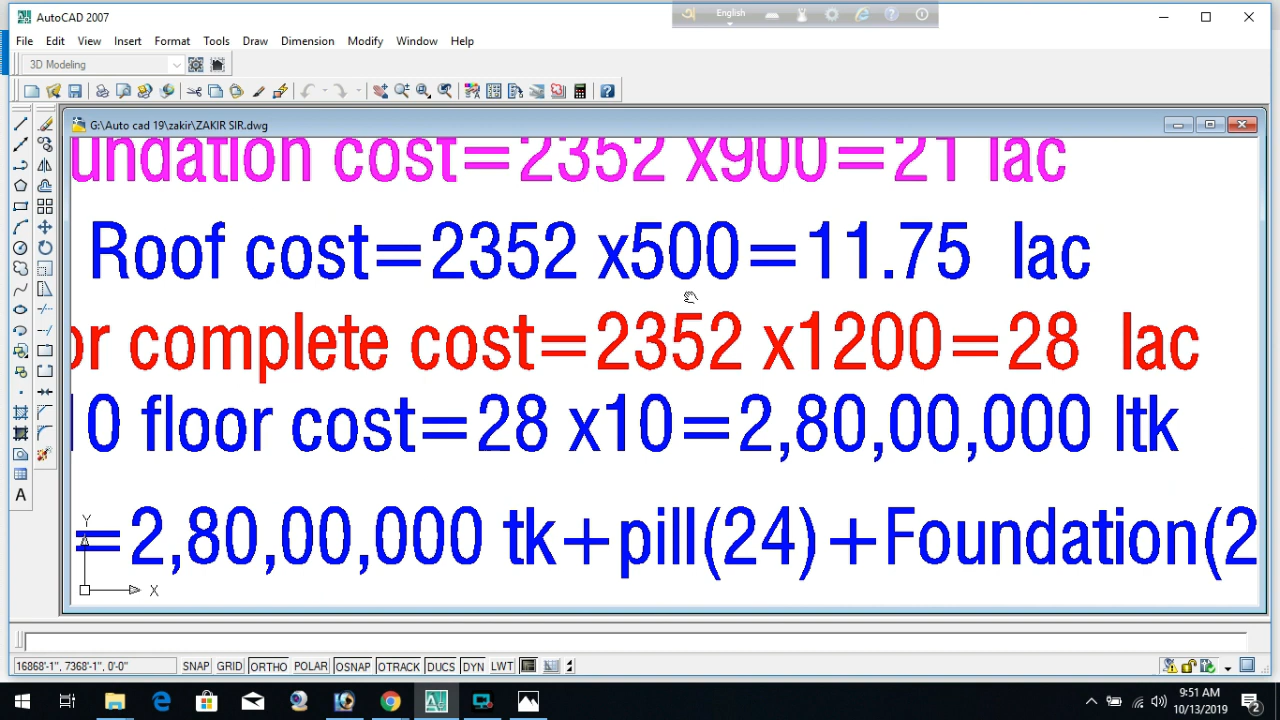 AutoCAD 2007
English
File Edit View Insert Format Tools Draw Dimension Modify Window Help
3D Modeling
G:\Auto cad 19\zakir\ZAKIR SIR.dwg
undation cost=2352 x900=21 lac
Roof cost=2352 x500=11.75 lac
or complete cost=2352 x1200=28 lac
10 floor cost=28 x10=2,80,00,000 ltk
=2,80,00,000 tk+pill(24)+Foundation(2
Y
X
16868'-1", 7368'-1", 0'-0" SNAP GRID ORTHO POLAR OSNAP OTRACK DUCS DYN LWT
9:51 AM
10/13/2019
2